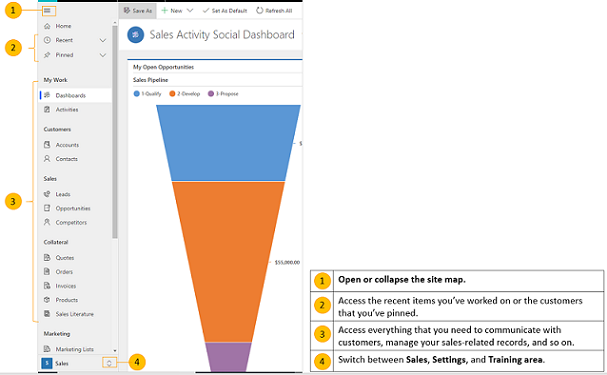 1
Save As
New
Set As Default
Refresh All
Home
2
Recent
Pinned
Sales Activity Social Dashboard
My Open Opportunities
Sales Pipeline
1-Qualify 2-Develop 3-Propose
My Work
Dashboards
Activities
Customers
Accounts
Contacts
Sales
3
Leads
Opportunities
Competitors
Collateral
Quotes
Orders
Invoices
Products
Sales Literature
Marketing
Marketing Lists
S Sales
4
$
$55,000.00
1 Open or collapse the site map.
2 Access the recent items you've worked on or the customers
that you've pinned.
3 Access everything that you need to communicate with
customers, manage your sales-related records, and so on.
4 Switch between Sales, Settings, and Training area.